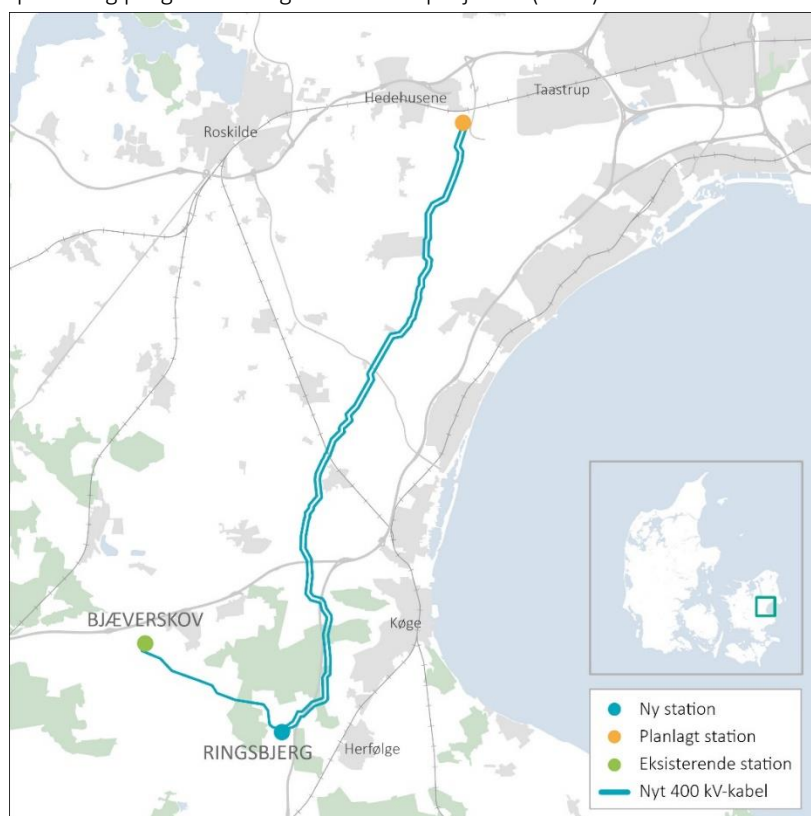 Hedehusene
Taastrup
Roskilde
BJÆVERSKOV
Køge
RINGSBJERG
Herfølge
Ny station
Planlagt station
Eksisterende station
Nyt 400 kV-kabel